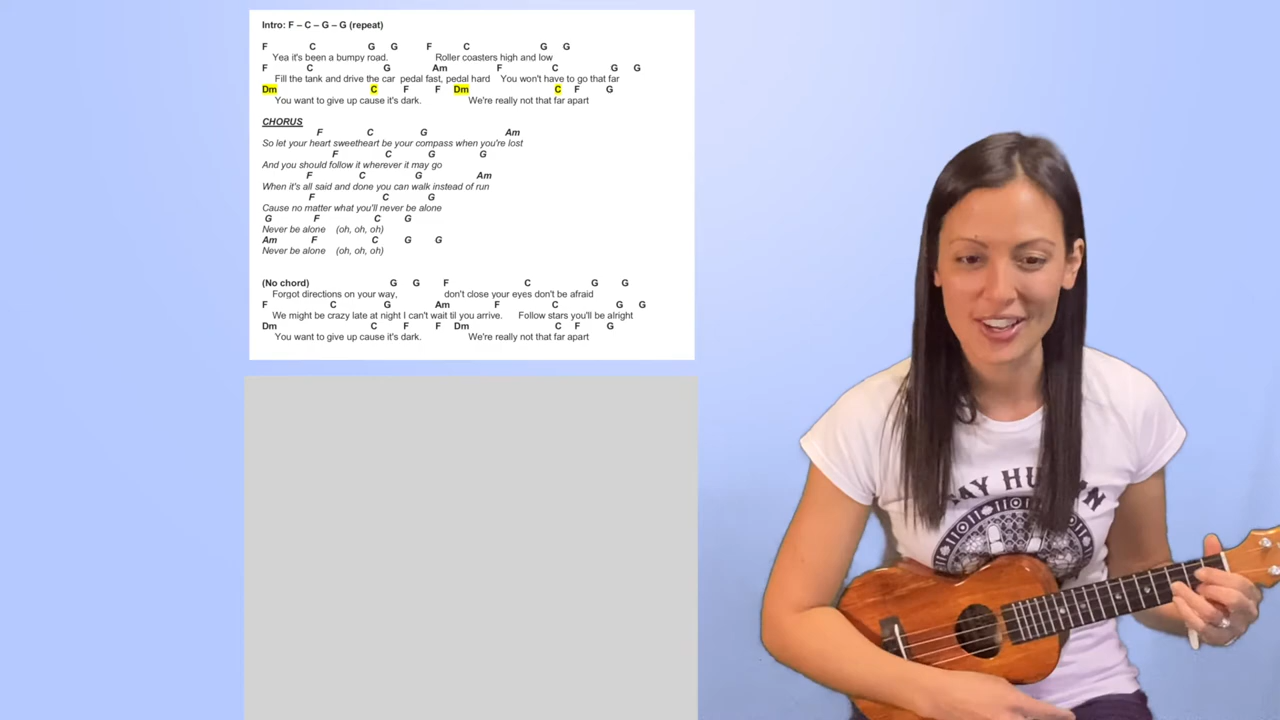 Intro: F – C – G – G (repeat)
F C G G F C G G
Yea it's been a bumpy road. Roller coasters high and low
F C G Am F C G G
Fill the tank and drive the car pedal fast, pedal hard You won't have to go that far
Dm C F F Dm C F G
You want to give up cause it's dark. We're really not that far apart
CHORUS
F C G Am
So let your heart sweetheart be your compass when you're lost
F C G G
And you should follow it wherever it may go
F C G Am
When it's all said and done you can walk instead of run
F C G
Cause no matter what you'll never be alone
G F C G
Never be alone (oh, oh, oh)
Am F C G G
Never be alone (oh, oh, oh)
(No chord) G G F C G G
Forgot directions on your way, don't close your eyes don't be afraid
F C G Am F C G G
We might be crazy late at night I can't wait til you arrive. Follow stars you'll be alright
Dm C F F Dm C F G
You want to give up cause it's dark. We're really not that far apart